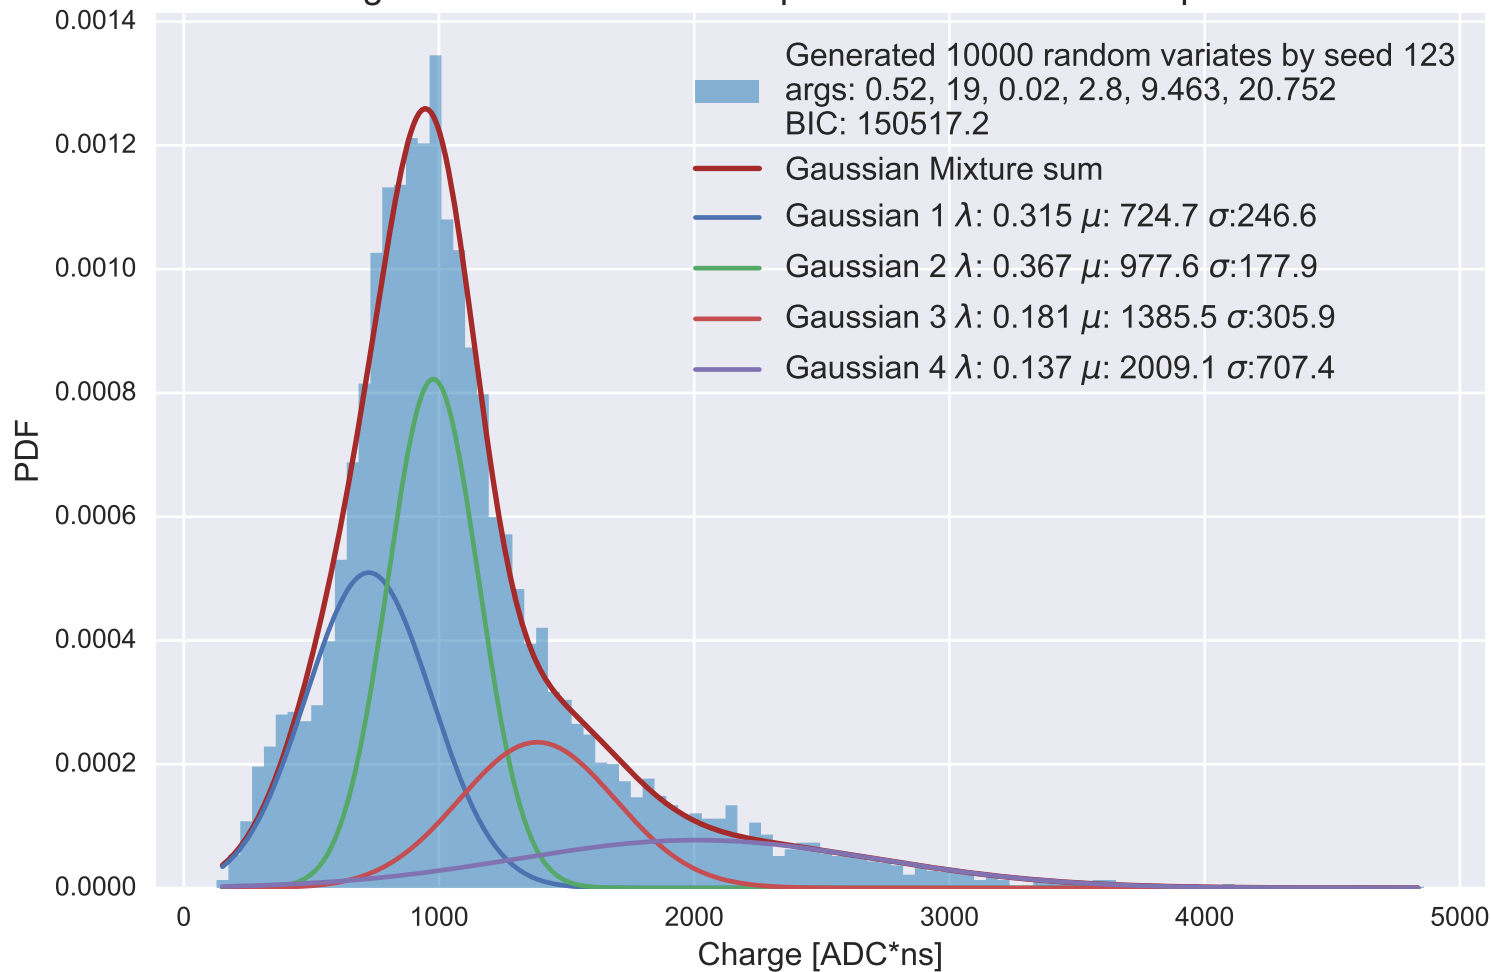 0.0014
0.0012
0.0010
0.0008
0.0006
0.0004
0.0002
0.0000
PDF
0
1000
2000
3000
4000
5000
Charge [ADC*ns]
Generated 10000 random variates by seed 123
args: 0.52, 19, 0.02, 2.8, 9.463, 20.752
BIC: 150517.2
Gaussian Mixture sum
Gaussian 1 λ: 0.315 μ: 724.7 σ:246.6
Gaussian 2 λ: 0.367 μ: 977.6 σ:177.9
Gaussian 3 λ: 0.181 μ: 1385.5 σ:305.9
Gaussian 4 λ: 0.137 μ: 2009.1 σ:707.4